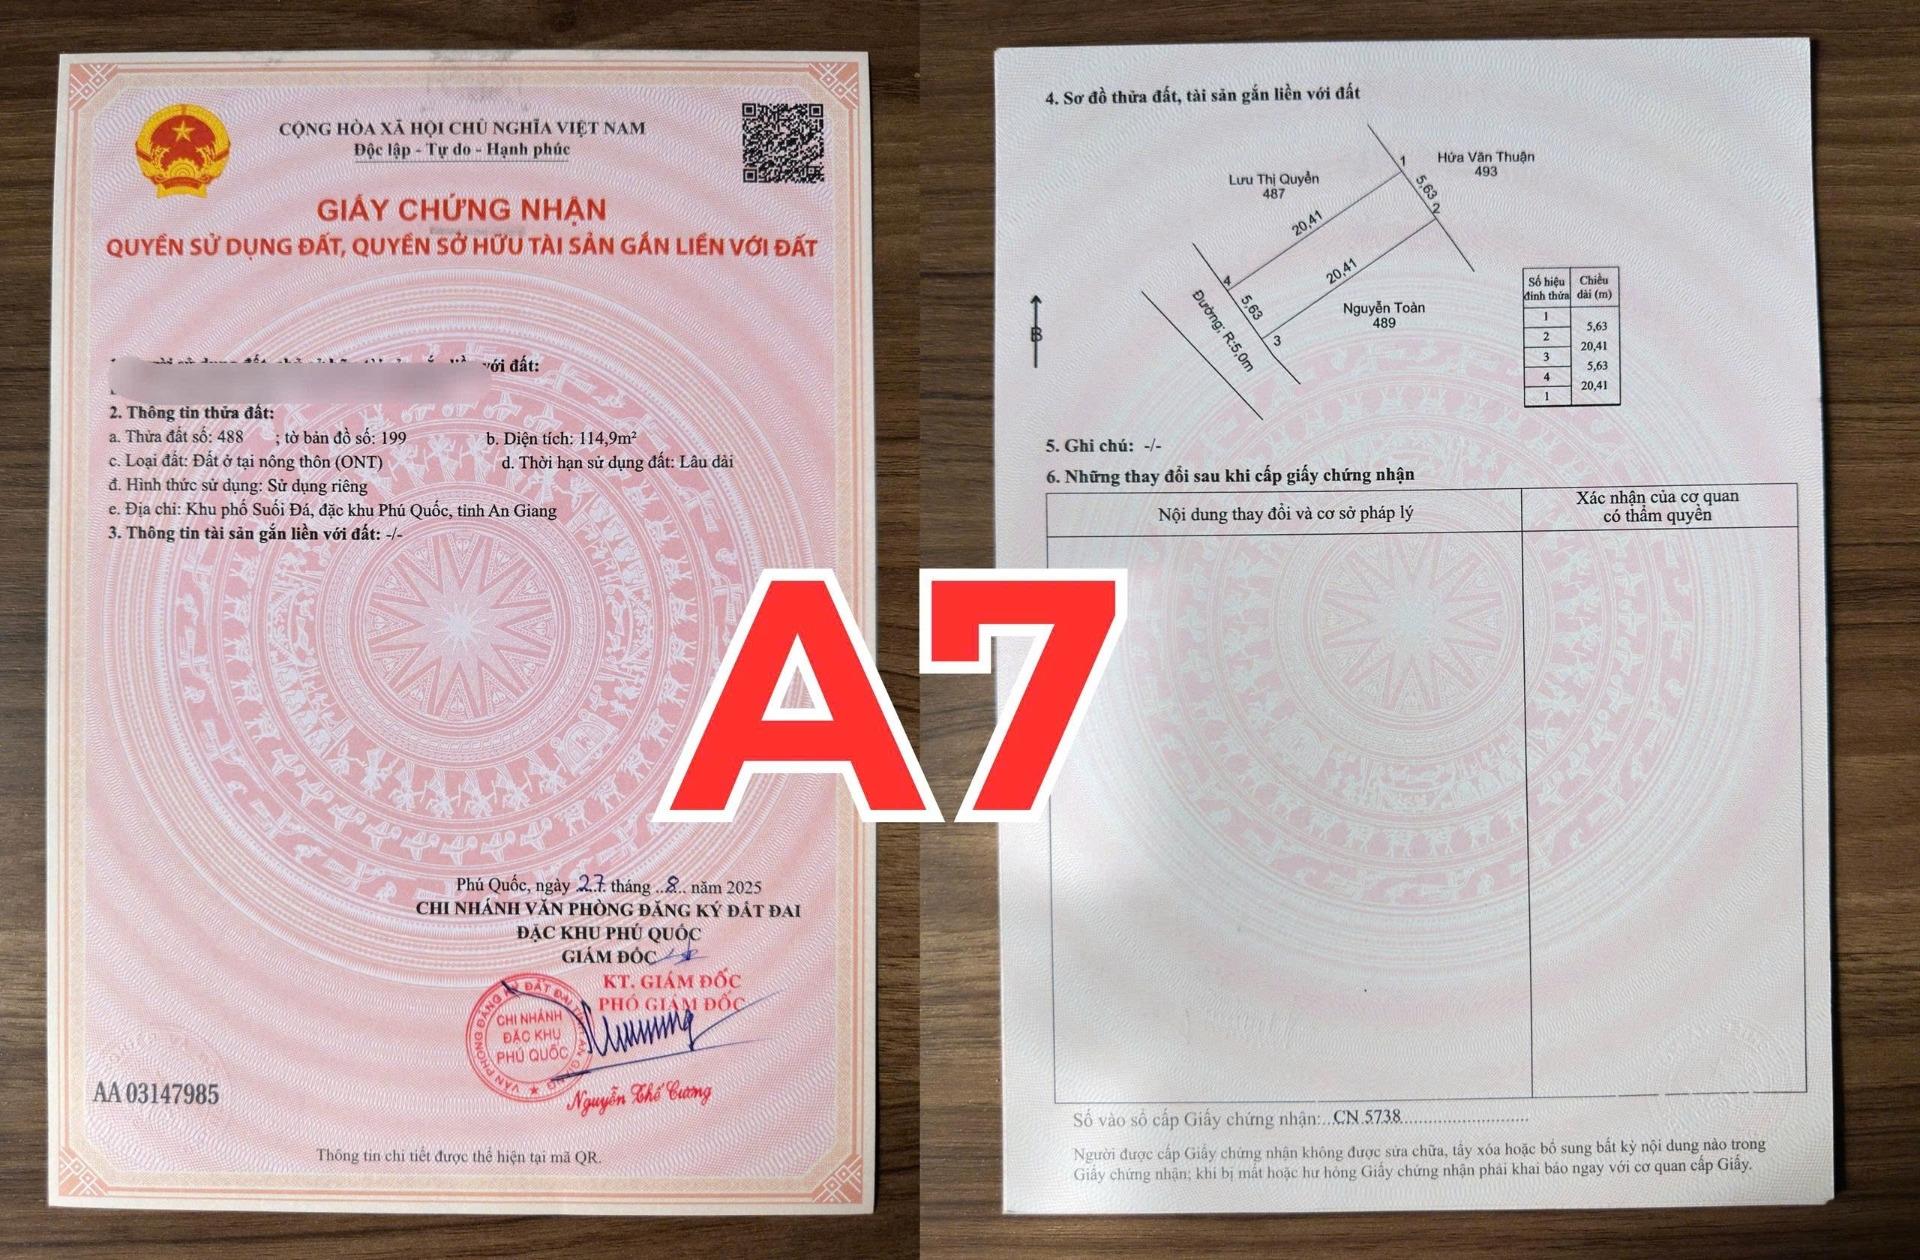 CỘNG HÒA XÃ HỘI CHỦ NGHĨA VIỆT NAM
Độc lập - Tự do - Hạnh phúc
GIẤY CHỨNG NHẬN
QUYỀN SỬ DỤNG ĐẤT, QUYỀN SỞ HỮU TÀI SẢN GẮN LIỀN VỚI ĐẤT
với đất:
2. Thông tin thửa đất:
a. Thửa đất số: 488 ; tờ bản đồ số: 199 b. Diện tích: 114,9m²
c. Loại đất: Đất ở tại nông thôn (ONT) d. Thời hạn sử dụng đất: Lâu dài
đ. Hình thức sử dụng: Sử dụng riêng
e. Địa chỉ: Khu phố Suối Đá, đặc khu Phú Quốc, tỉnh An Giang
3. Thông tin tài sản gắn liền với đất: -/-
Phú Quốc, ngày 27 tháng 8 năm 2025
CHI NHÁNH VĂN PHÒNG ĐĂNG KÝ ĐẤT ĐAI
ĐẶC KHU PHÚ QUỐC
GIÁM ĐỐC
KT. GIÁM ĐỐC
PHÓ GIÁM ĐỐC
VĂN PHÒNG ĐĂNG KÝ ĐẤT ĐAI TỈNH AN GIANG
CHI NHÁNH
ĐẶC KHU
PHÚ QUỐC
Nguyễn Thế Cương
AA 03147985
Thông tin chi tiết được thể hiện tại mã QR.
A7
4. Sơ đồ thửa đất, tài sản gắn liền với đất
Lưu Thị Quyền
487
Hứa Văn Thuận
493
1
5,63
2
20,41
20,41
4
5,63
3
Nguyễn Toàn
489
Đường; R:5,0m
B
Số hiệu đỉnh thửa
Chiều dài (m)
1
5,63
2
20,41
3
5,63
4
20,41
1
5. Ghi chú: -/-
6. Những thay đổi sau khi cấp giấy chứng nhận
Nội dung thay đổi và cơ sở pháp lý
Xác nhận của cơ quan
có thẩm quyền
Số vào sổ cấp Giấy chứng nhận:..CN 5738..............................
Người được cấp Giấy chứng nhận không được sửa chữa, tẩy xóa hoặc bổ sung bất kỳ nội dung nào trong
Giấy chứng nhận; khi bị mất hoặc hư hỏng Giấy chứng nhận phải khai báo ngay với cơ quan cấp Giấy.